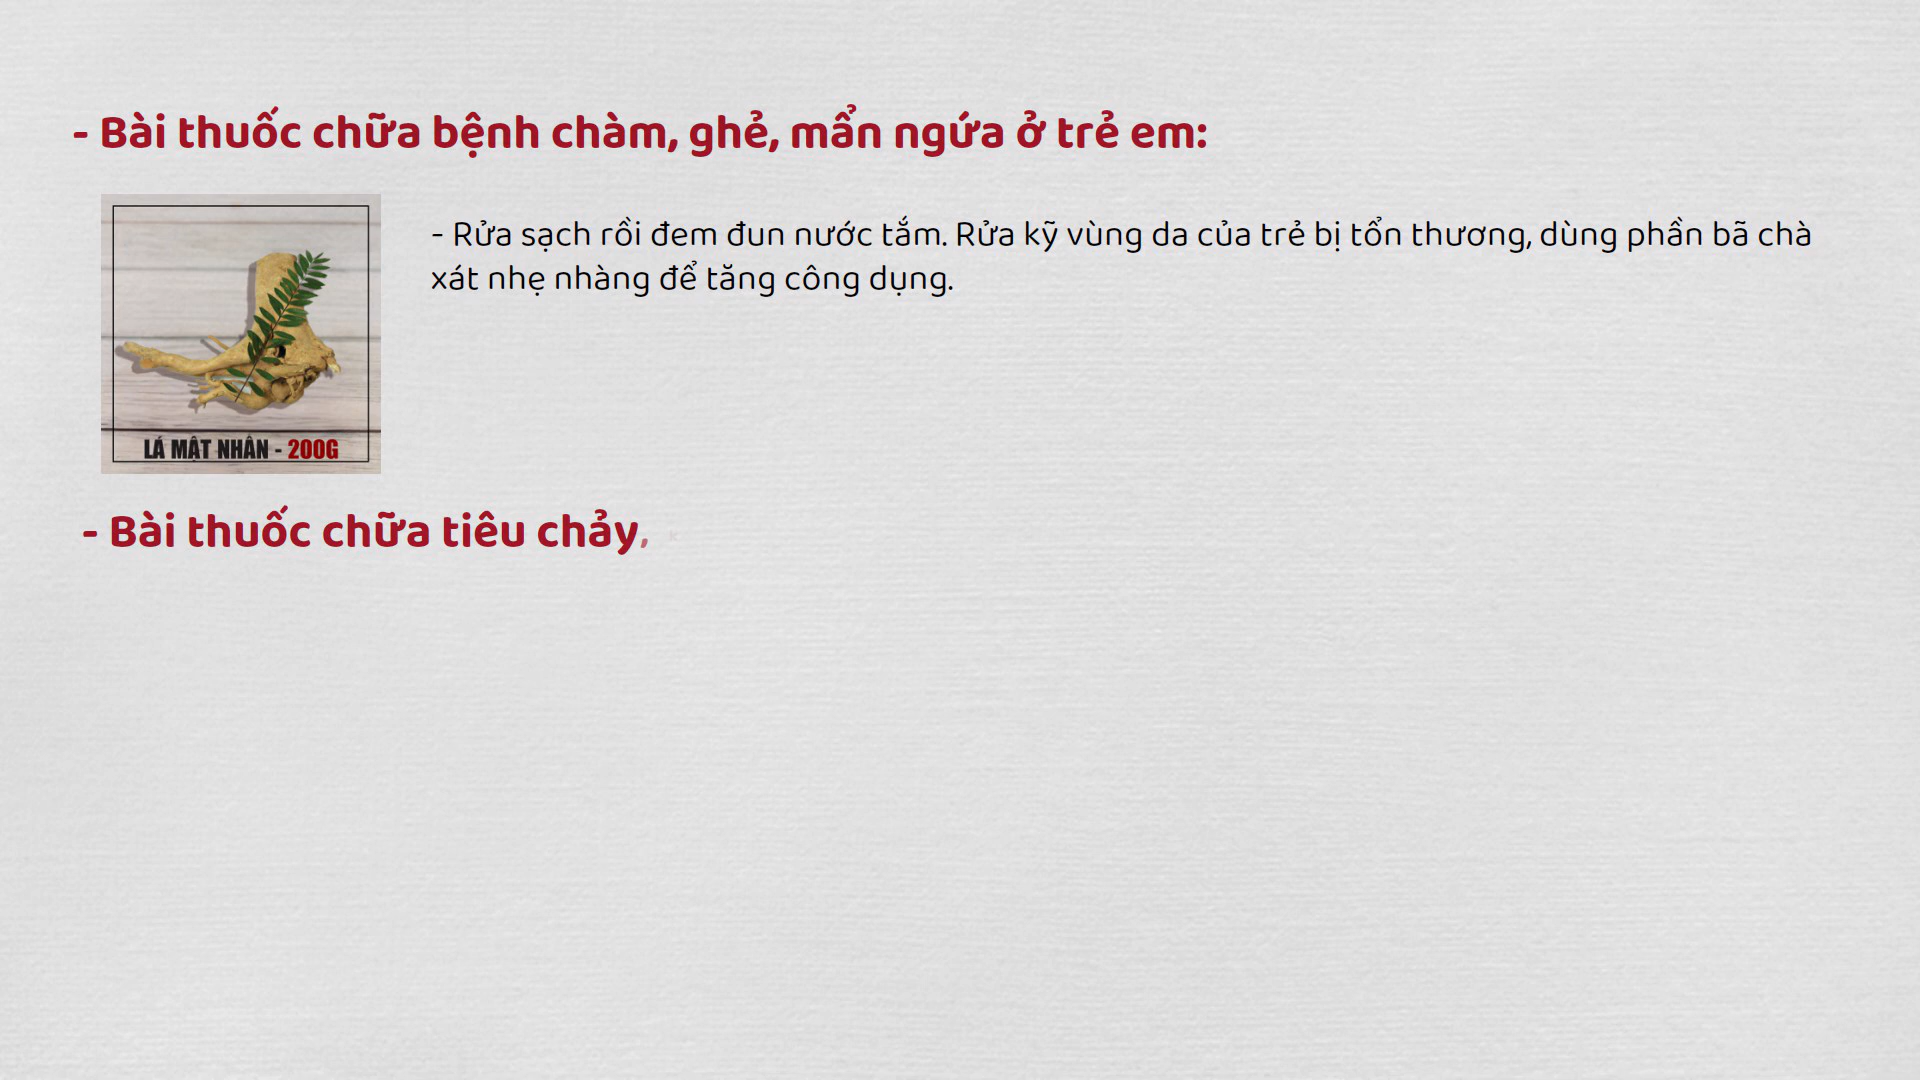 - Bài thuốc chữa bệnh chàm, ghẻ, mẩn ngứa ở trẻ em:
- Rửa sạch rồi đem đun nước tắm. Rửa kỹ vùng da của trẻ bị tổn thương, dùng phần bã chà
xát nhẹ nhàng để tăng công dụng.
LÁ MẬT NHÂN - 200G
- Bài thuốc chữa tiêu chảy,